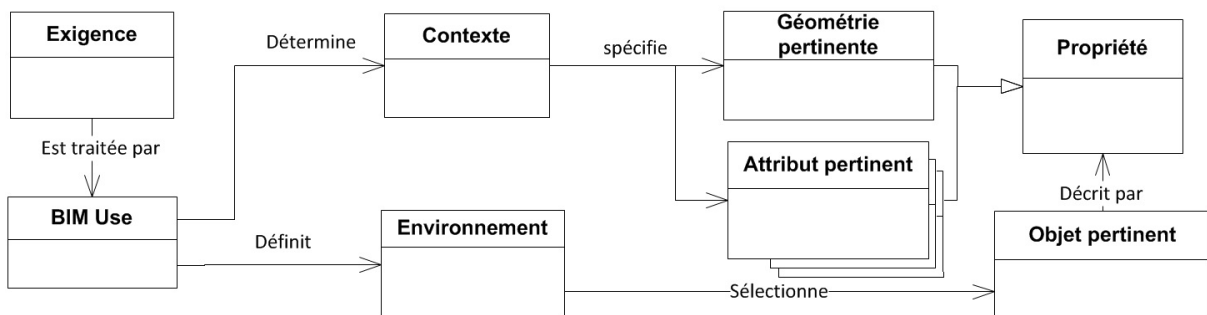 Exigence
Détermine
Contexte
spécifie
Géométrie
pertinente
Propriété
Est traitée par
Attribut pertinent
Décrit par
BIM Use
Définit
Environnement
Objet pertinent
Sélectionne